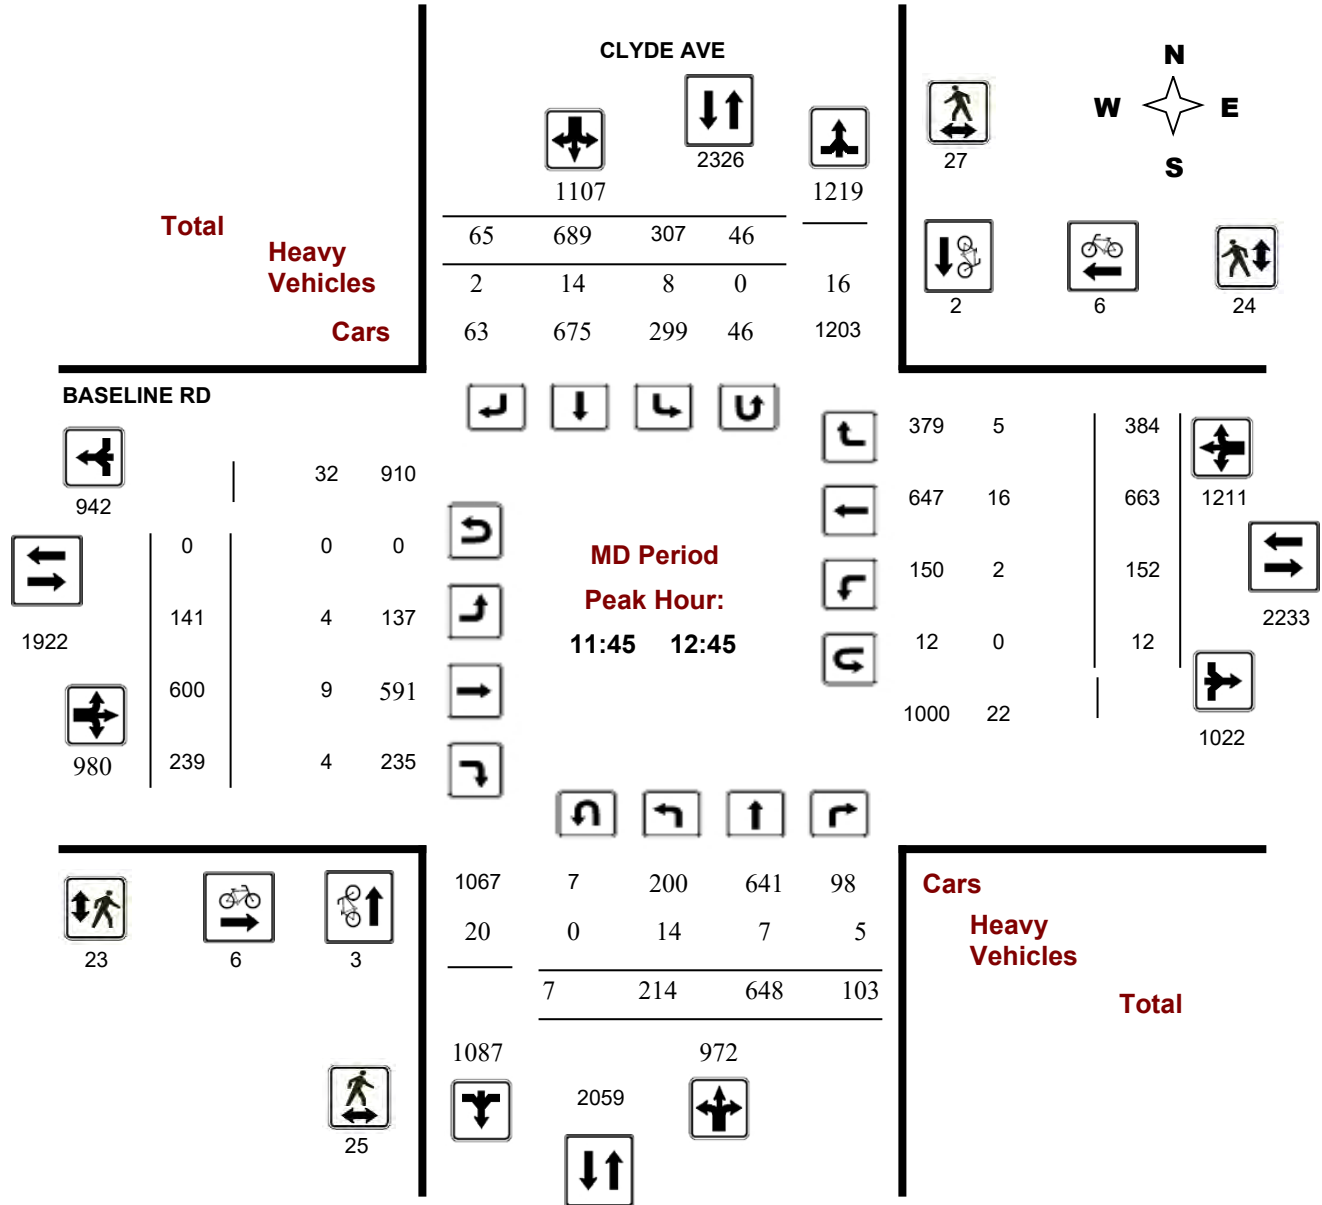 CLYDE AVE
N
W E
S
2326
27
1107 1219
Total
65 689 307 46
Heavy
Vehicles
2 14 8 0 16
2 6 24
Cars
63 675 299 46 1203
BASELINE RD
379 5 384
32 910
942
647 16 663 1211
0 0 0
MD Period
150 2 152
Peak Hour:
141 4 137
2233
1922
11:45 12:45
12 0 12
600 9 591
1000 22
1022
980 239 4 235
1067 7 200 641 98
Cars
20 0 14 7 5
Heavy
Vehicles
23 6 3
7 214 648 103
Total
1087 972
2059
25